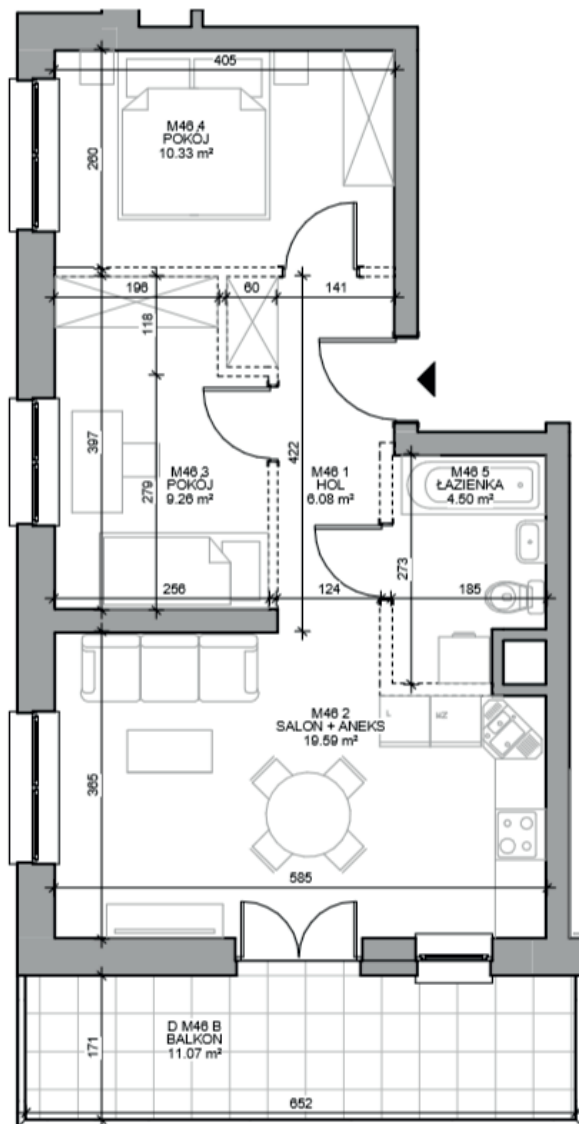 405
M46.4
POKÓJ
10.33 m²
260
196
60
141
118
397
279
422
M46.3
POKÓJ
9.26 m²
M46 1
HOL
6.08 m²
M46 5
ŁAZIENKA
4.50 m²
273
256
124
185
M46 2
SALON + ANEKS
19.59 m²
L
MZ
365
585
D M46 B
BALKON
11.07 m²
171
652